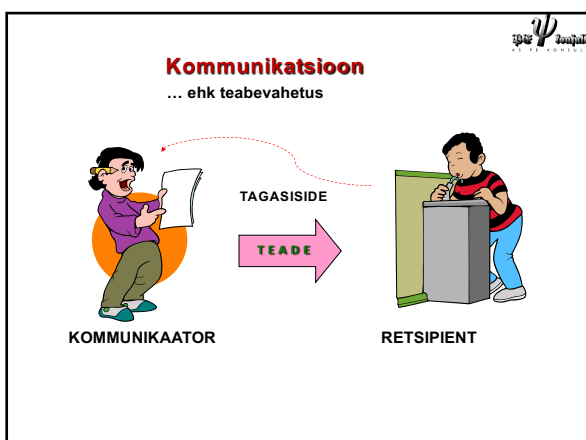 Kommunikatsioon
… ehk teabevahetus
TAGASISIDE
TEADE
KOMMUNIKAATOR
RETSIPIENT